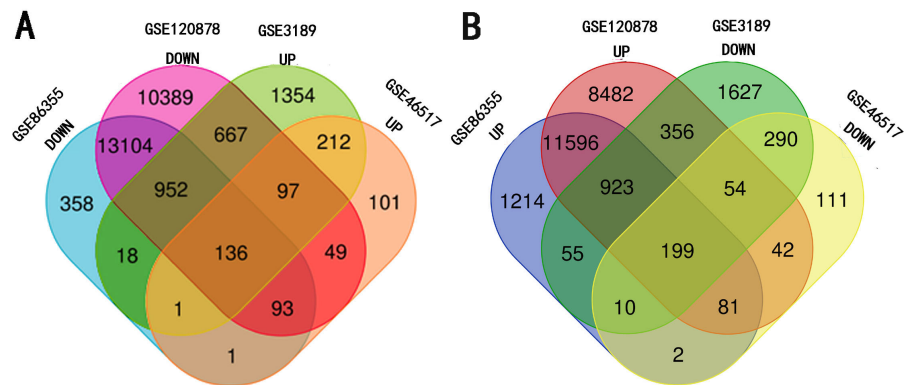 A
GSE120878
DOWN
GSE3189
UP
GSE86355
DOWN
GSE46517
UP
10389
1354
13104
667
212
358
952
97
101
18
136
49
1
93
1
B
GSE120878
UP
GSE3189
DOWN
GSE86355
UP
GSE46517
DOWN
8482
1627
11596
356
290
1214
923
54
111
55
199
42
10
81
2